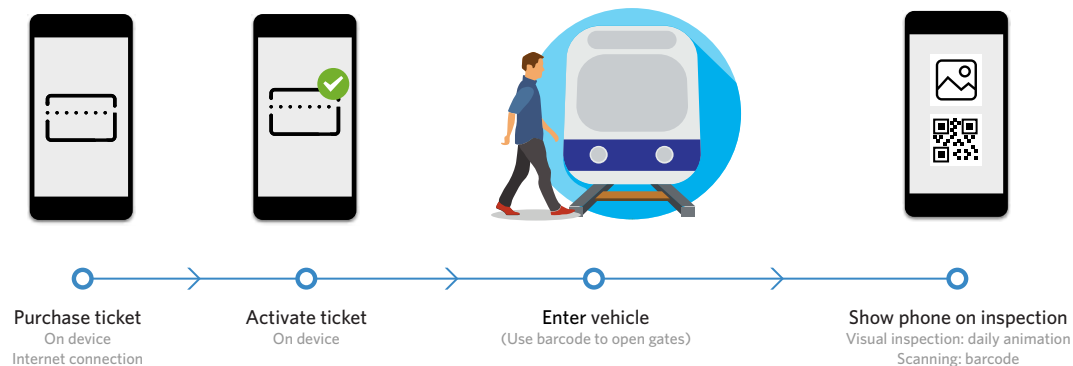 Purchase ticket
On device
Internet connection
Activate ticket
On device
Enter vehicle
(Use barcode to open gates)
Show phone on inspection
Visual inspection: daily animation
Scanning: barcode